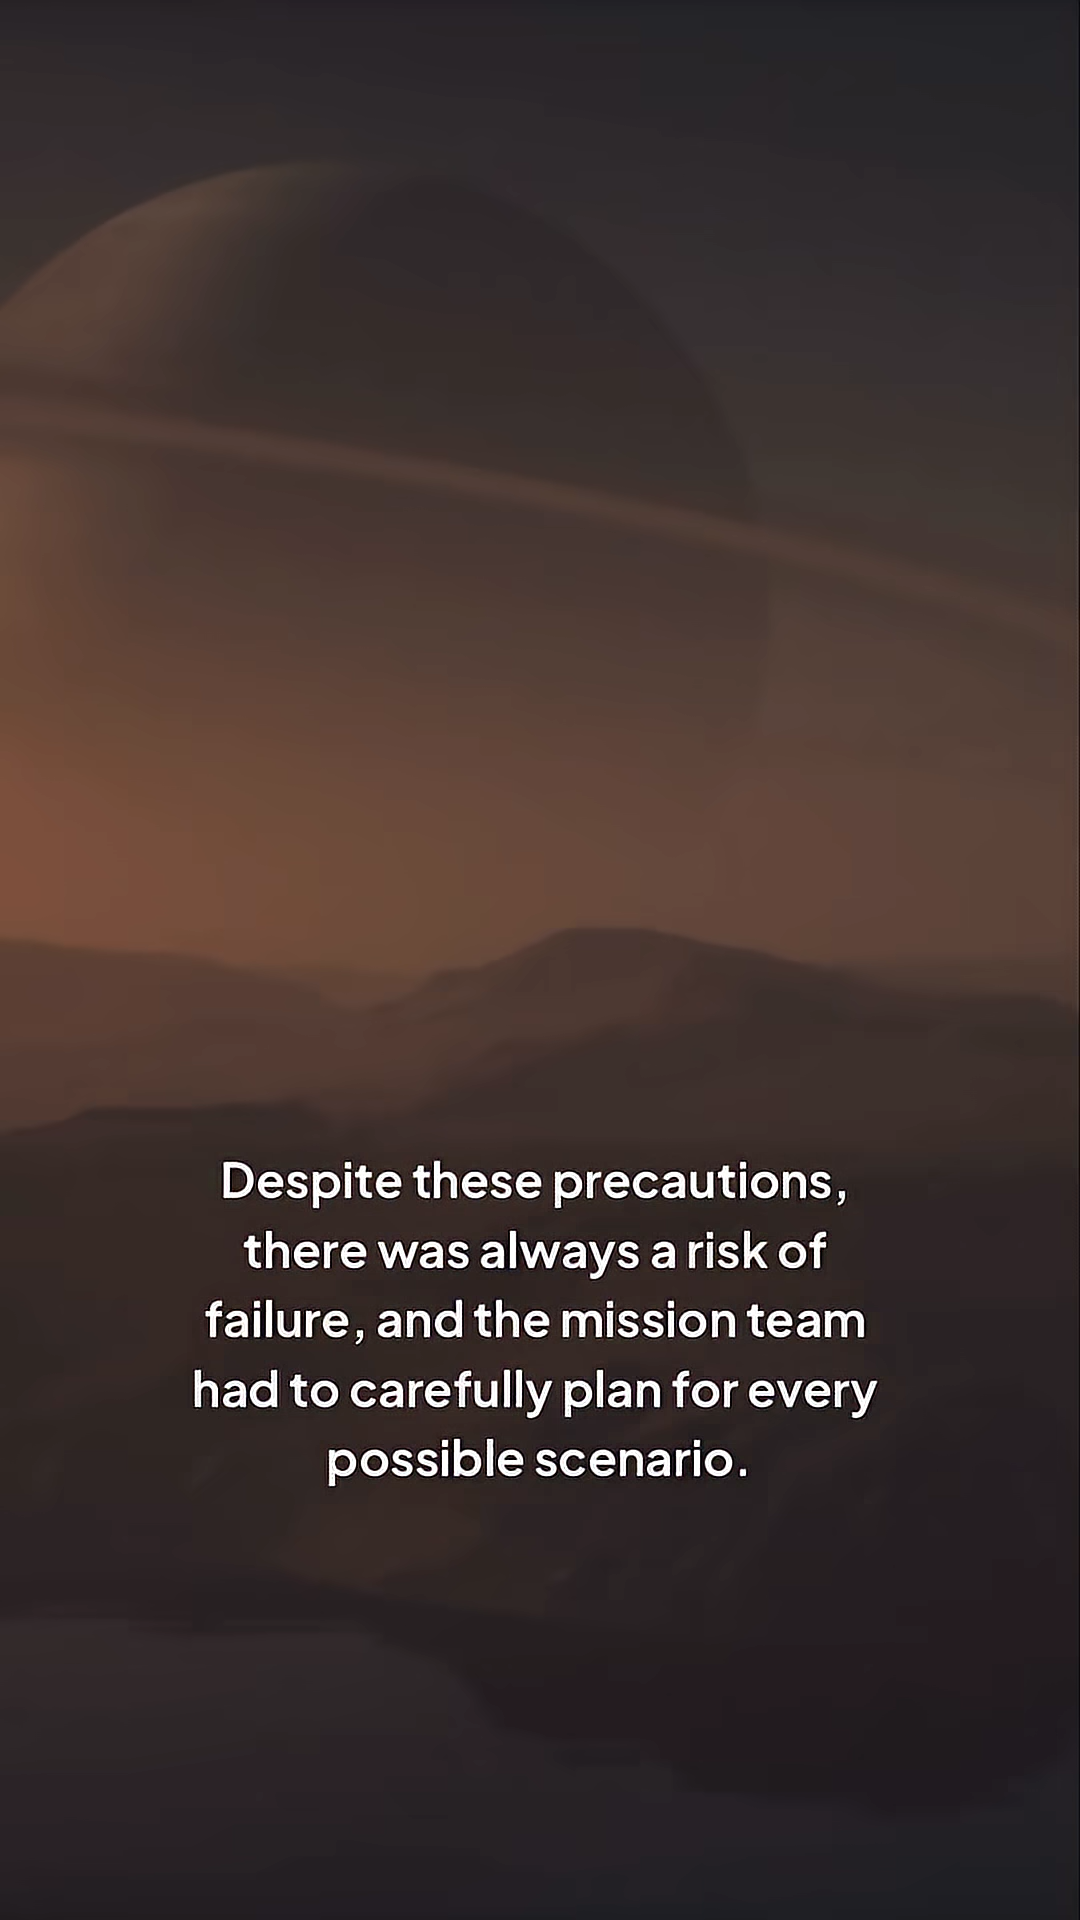 Despite these precautions,
there was always a risk of
failure, and the mission team
had to carefully plan for every
possible scenario.